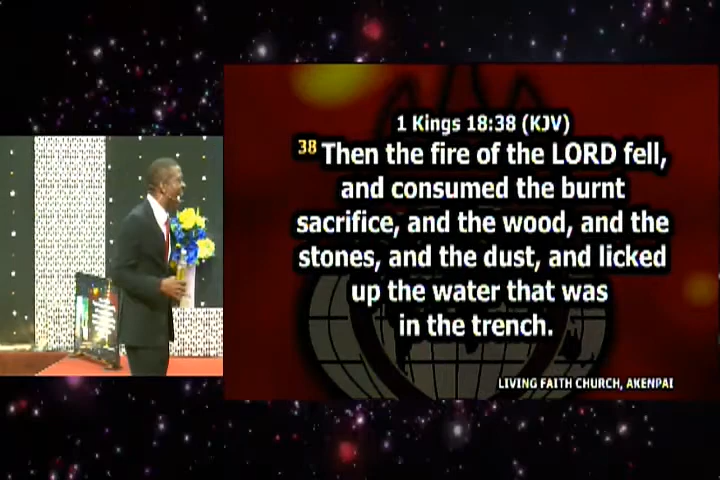 1 Kings 18:38 (KJV)
38 Then the fire of the LORD fell,
and consumed the burnt
sacrifice, and the wood, and the
stones, and the dust, and licked
up the water that was
in the trench.
LIVING FAITH CHURCH, AKENPAI